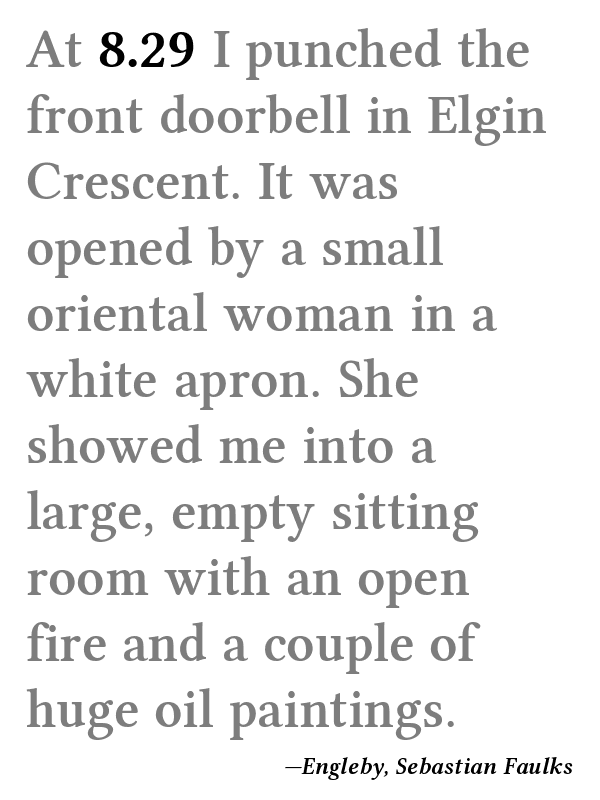 At 8.29 I punched the
front doorbell in Elgin
Crescent. It was
opened by a small
oriental woman in a
white apron. She
showed me into a
large, empty sitting
room with an open
fire and a couple of
huge oil paintings.
—Engleby, Sebastian Faulks